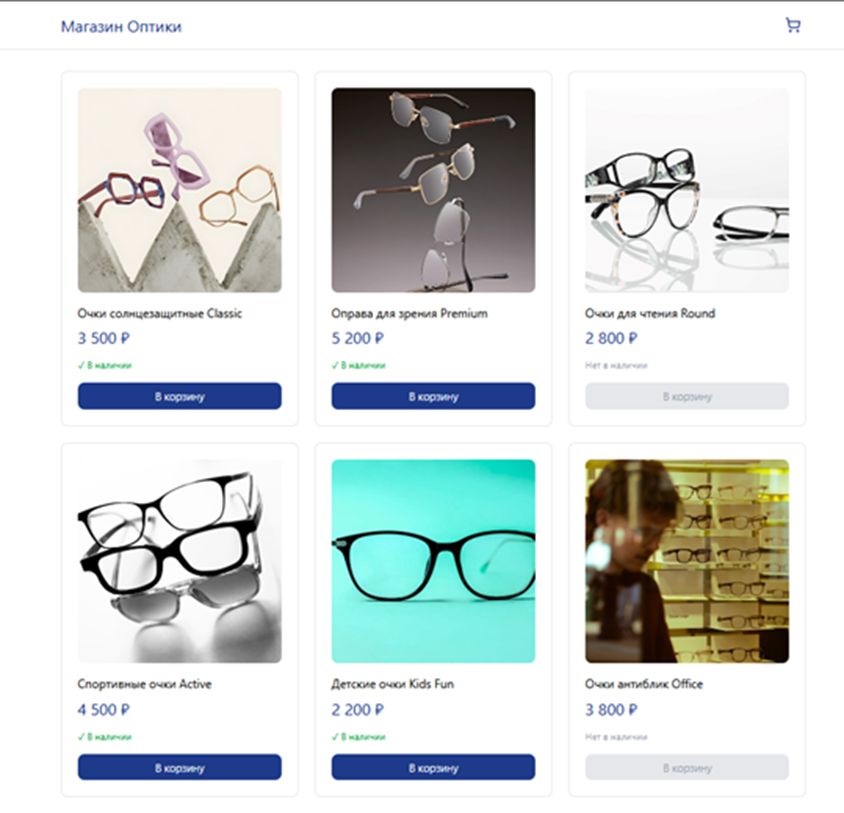 Магазин Оптики
Очки солнцезащитные Classic
3 500 ₽
✓ В наличии
В корзину
Оправа для зрения Premium
5 200 ₽
✓ В наличии
В корзину
Очки для чтения Round
2 800 ₽
Нет в наличии
В корзину
Спортивные очки Active
4 500 ₽
✓ В наличии
В корзину
Детские очки Kids Fun
2 200 ₽
✓ В наличии
В корзину
Очки антиблик Office
3 800 ₽
Нет в наличии
В корзину